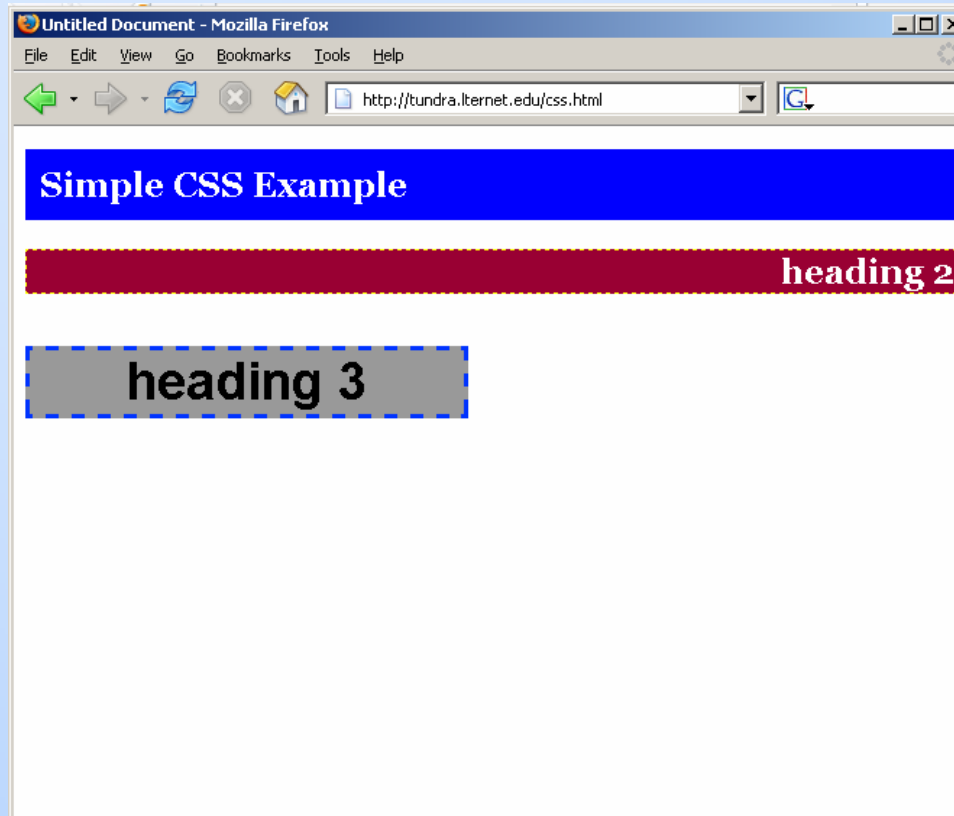 Untitled Document - Mozilla Firefox
File Edit View Go Bookmarks Tools Help
http://tundra.lternet.edu/css.html G
Simple CSS Example
heading 2
heading 3